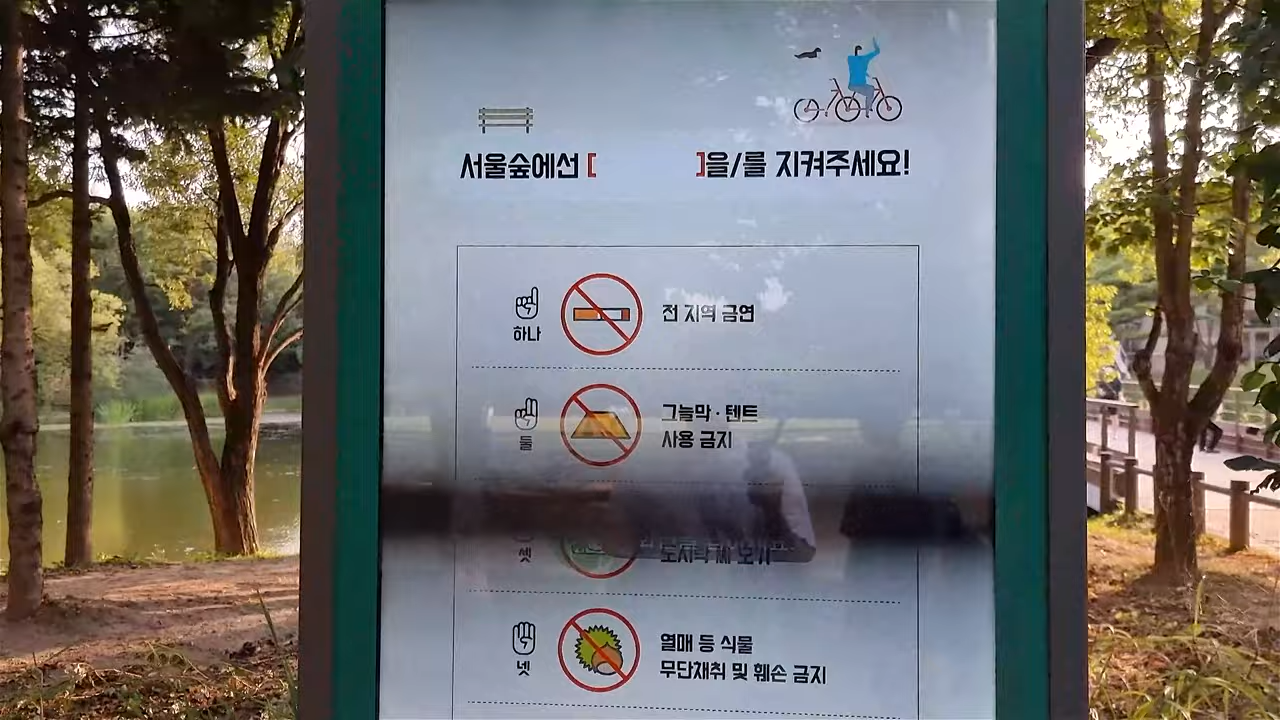 서울숲에선 [ ]을/를 지켜주세요!
하나
전 지역 금연
둘
그늘막 · 텐트
사용 금지
셋
넷
열매 등 식물
무단채취 및 훼손 금지